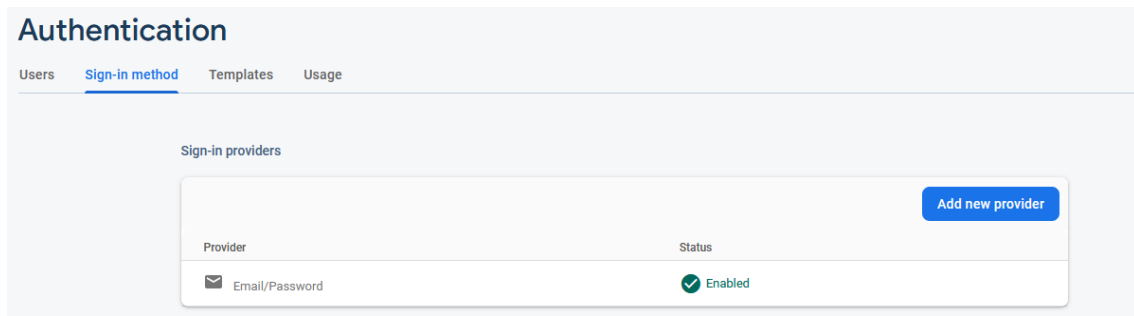 Authentication
Users Sign-in method Templates Usage
Sign-in providers
Add new provider
Provider Status
Email/Password Enabled